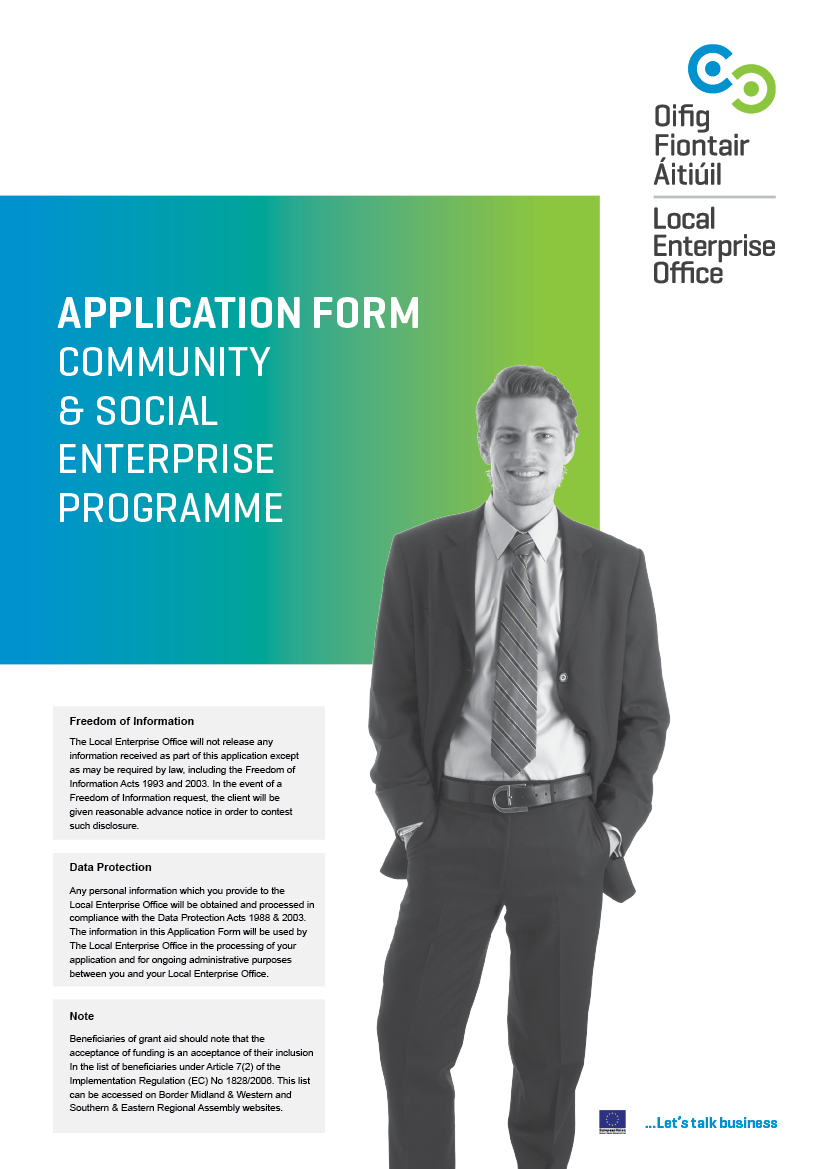 Oifig
Fiontair
Áitiúil
Local
Enterprise
Office
APPLICATION FORM
COMMUNITY
& SOCIAL
ENTERPRISE
PROGRAMME
Freedom of Information
The Local Enterprise Office will not release any
information received as part of this application except
as may be required by law, including the Freedom of
Information Acts 1993 and 2003. In the event of a
Freedom of Information request, the client will be
given reasonable advance notice in order to contest
such disclosure.
Data Protection
Any personal information which you provide to the
Local Enterprise Office will be obtained and processed in
compliance with the Data Protection Acts 1988 & 2003.
The information in this Application Form will be used by
The Local Enterprise Office in the processing of your
application and for ongoing administrative purposes
between you and your Local Enterprise Office.
Note
Beneficiaries of grant aid should note that the
acceptance of funding is an acceptance of their inclusion
In the list of beneficiaries under Article 7(2) of the
Implementation Regulation (EC) No 1828/2006. This list
can be accessed on Border Midland & Western and
Southern & Eastern Regional Assembly websites.
...Let's talk business